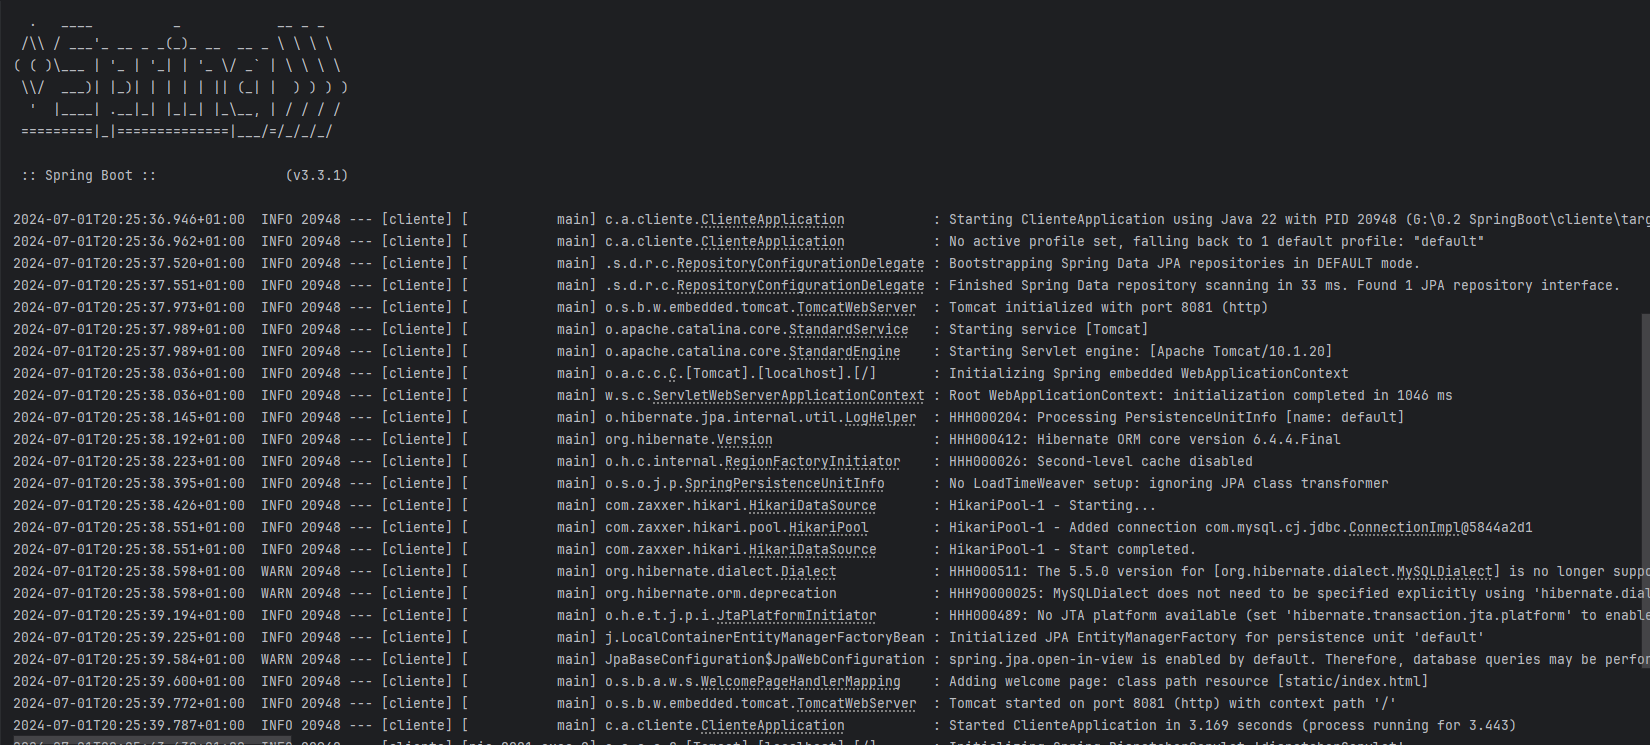 .   ____          _            __ _ _
 /\\ / ___'_ __ _ _(_)_ __  __ _ \ \ \ \
( ( )\___ | '_ | '_| | '_ \/ _` | \ \ \ \
 \\/  ___)| |_)| | | | | || (_| |  ) ) ) )
  '  |____| .__|_| |_|_| |_\__, | / / / /
 =========|_|==============|___/=/_/_/_/
 :: Spring Boot ::                (v3.3.1)
2024-07-01T20:25:36.946+01:00  INFO 20948 --- [cliente] [           main] c.a.cliente.ClienteApplication           : Starting ClienteApplication using Java 22 with PID 20948 (G:\0.2 SpringBoot\cliente\targ
2024-07-01T20:25:36.962+01:00  INFO 20948 --- [cliente] [           main] c.a.cliente.ClienteApplication           : No active profile set, falling back to 1 default profile: "default"
2024-07-01T20:25:37.520+01:00  INFO 20948 --- [cliente] [           main] .s.d.r.c.RepositoryConfigurationDelegate : Bootstrapping Spring Data JPA repositories in DEFAULT mode.
2024-07-01T20:25:37.551+01:00  INFO 20948 --- [cliente] [           main] .s.d.r.c.RepositoryConfigurationDelegate : Finished Spring Data repository scanning in 33 ms. Found 1 JPA repository interface.
2024-07-01T20:25:37.973+01:00  INFO 20948 --- [cliente] [           main] o.s.b.w.embedded.tomcat.TomcatWebServer  : Tomcat initialized with port 8081 (http)
2024-07-01T20:25:37.989+01:00  INFO 20948 --- [cliente] [           main] o.apache.catalina.core.StandardService   : Starting service [Tomcat]
2024-07-01T20:25:37.989+01:00  INFO 20948 --- [cliente] [           main] o.apache.catalina.core.StandardEngine    : Starting Servlet engine: [Apache Tomcat/10.1.20]
2024-07-01T20:25:38.036+01:00  INFO 20948 --- [cliente] [           main] o.a.c.c.C.[Tomcat].[localhost].[/]       : Initializing Spring embedded WebApplicationContext
2024-07-01T20:25:38.036+01:00  INFO 20948 --- [cliente] [           main] w.s.c.ServletWebServerApplicationContext : Root WebApplicationContext: initialization completed in 1046 ms
2024-07-01T20:25:38.145+01:00  INFO 20948 --- [cliente] [           main] o.hibernate.jpa.internal.util.LogHelper  : HHH000204: Processing PersistenceUnitInfo [name: default]
2024-07-01T20:25:38.192+01:00  INFO 20948 --- [cliente] [           main] org.hibernate.Version                    : HHH000412: Hibernate ORM core version 6.4.4.Final
2024-07-01T20:25:38.223+01:00  INFO 20948 --- [cliente] [           main] o.h.c.internal.RegionFactoryInitiator    : HHH000026: Second-level cache disabled
2024-07-01T20:25:38.395+01:00  INFO 20948 --- [cliente] [           main] o.s.o.j.p.SpringPersistenceUnitInfo      : No LoadTimeWeaver setup: ignoring JPA class transformer
2024-07-01T20:25:38.426+01:00  INFO 20948 --- [cliente] [           main] com.zaxxer.hikari.HikariDataSource       : HikariPool-1 - Starting...
2024-07-01T20:25:38.551+01:00  INFO 20948 --- [cliente] [           main] com.zaxxer.hikari.pool.HikariPool        : HikariPool-1 - Added connection com.mysql.cj.jdbc.ConnectionImpl@5844a2d1
2024-07-01T20:25:38.551+01:00  INFO 20948 --- [cliente] [           main] com.zaxxer.hikari.HikariDataSource       : HikariPool-1 - Start completed.
2024-07-01T20:25:38.598+01:00  WARN 20948 --- [cliente] [           main] org.hibernate.dialect.Dialect            : HHH000511: The 5.5.0 version for [org.hibernate.dialect.MySQLDialect] is no longer suppo
2024-07-01T20:25:38.598+01:00  WARN 20948 --- [cliente] [           main] org.hibernate.orm.deprecation            : HHH90000025: MySQLDialect does not need to be specified explicitly using 'hibernate.dial
2024-07-01T20:25:39.194+01:00  INFO 20948 --- [cliente] [           main] o.h.e.t.j.p.i.JtaPlatformInitiator       : HHH000489: No JTA platform available (set 'hibernate.transaction.jta.platform' to enable
2024-07-01T20:25:39.225+01:00  INFO 20948 --- [cliente] [           main] j.LocalContainerEntityManagerFactoryBean : Initialized JPA EntityManagerFactory for persistence unit 'default'
2024-07-01T20:25:39.584+01:00  WARN 20948 --- [cliente] [           main] JpaBaseConfiguration$JpaWebConfiguration : spring.jpa.open-in-view is enabled by default. Therefore, database queries may be perfor
2024-07-01T20:25:39.600+01:00  INFO 20948 --- [cliente] [           main] o.s.b.a.w.s.WelcomePageHandlerMapping    : Adding welcome page: class path resource [static/index.html]
2024-07-01T20:25:39.772+01:00  INFO 20948 --- [cliente] [           main] o.s.b.w.embedded.tomcat.TomcatWebServer  : Tomcat started on port 8081 (http) with context path '/'
2024-07-01T20:25:39.787+01:00  INFO 20948 --- [cliente] [           main] c.a.cliente.ClienteApplication           : Started ClienteApplication in 3.169 seconds (process running for 3.443)